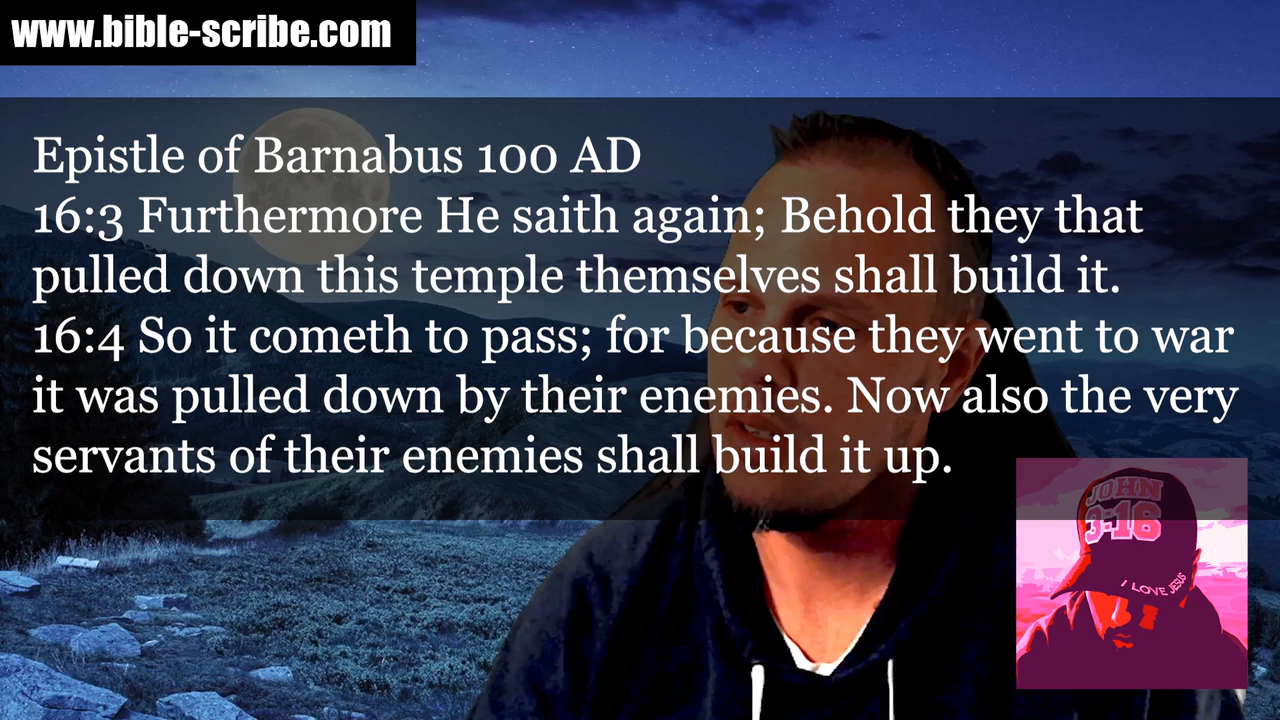 www.bible-scribe.com
Epistle of Barnabus 100 AD
16:3 Furthermore He saith again; Behold they that
pulled down this temple themselves shall build it.
16:4 So it cometh to pass; for because they went to war
it was pulled down by their enemies. Now also the very
servants of their enemies shall build it up.
JOHN
3:16
I LOVE JESUS